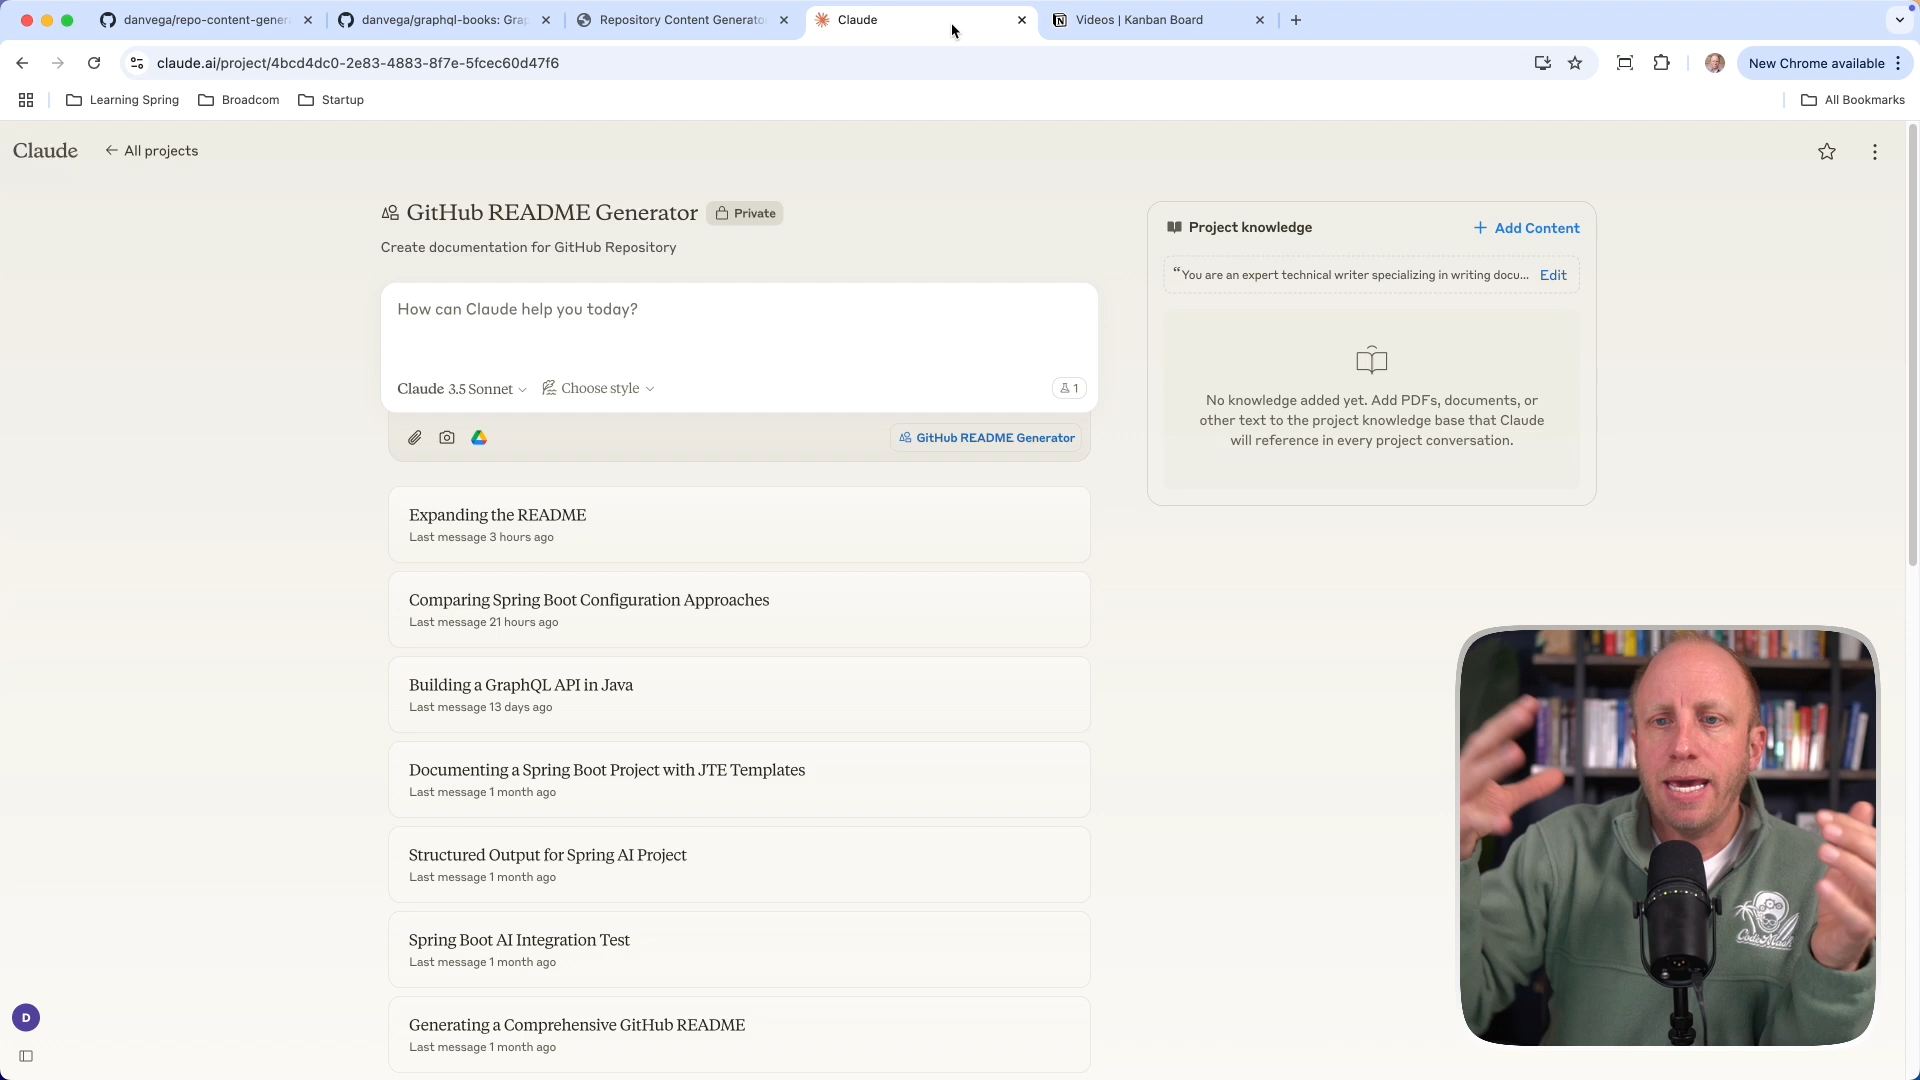 danvega/repo-content-gener
danvega/graphql-books: Grap
Repository Content Generato
Claude
Videos | Kanban Board
claude.ai/project/4bcd4dc0-2e83-4883-8f7e-5fcec60d47f6
New Chrome available
Learning Spring
Broadcom
Startup
All Bookmarks
Claude
All projects
GitHub README Generator
Private
Create documentation for GitHub Repository
How can Claude help you today?
Claude 3.5 Sonnet
Choose style
1
GitHub README Generator
Project knowledge
Add Content
“You are an expert technical writer specializing in writing docu...
Edit
No knowledge added yet. Add PDFs, documents, or
other text to the project knowledge base that Claude
will reference in every project conversation.
Expanding the README
Last message 3 hours ago
Comparing Spring Boot Configuration Approaches
Last message 21 hours ago
Building a GraphQL API in Java
Last message 13 days ago
Documenting a Spring Boot Project with JTE Templates
Last message 1 month ago
Structured Output for Spring AI Project
Last message 1 month ago
Spring Boot AI Integration Test
Last message 1 month ago
Generating a Comprehensive GitHub README
Last message 1 month ago
D
CodeMash